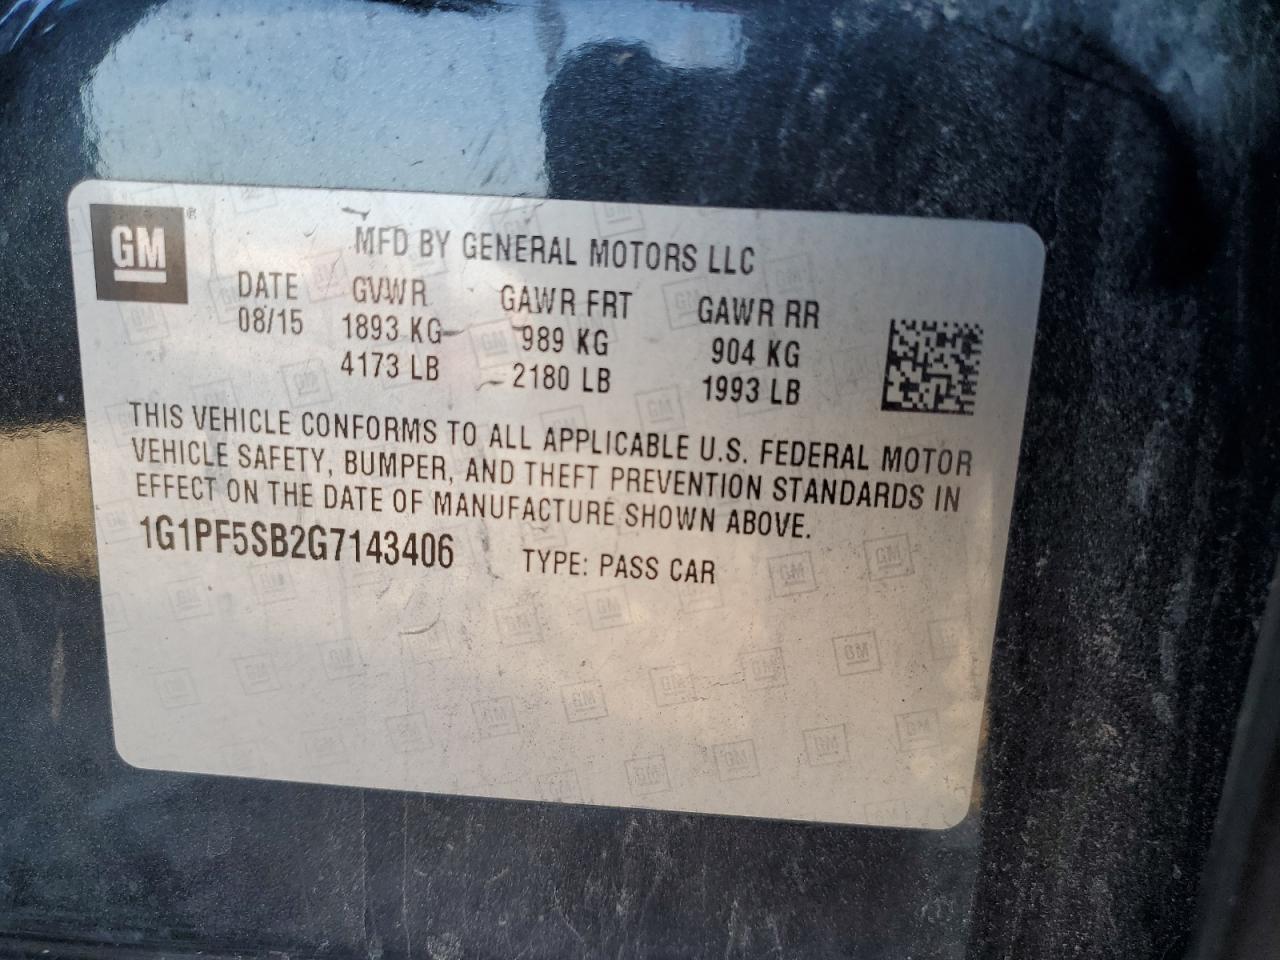 GM ®
MFD BY GENERAL MOTORS LLC
DATE GVWR GAWR FRT GAWR RR
08/15 1893 KG 989 KG 904 KG
4173 LB 2180 LB 1993 LB
THIS VEHICLE CONFORMS TO ALL APPLICABLE U.S. FEDERAL MOTOR
VEHICLE SAFETY, BUMPER, AND THEFT PREVENTION STANDARDS IN
EFFECT ON THE DATE OF MANUFACTURE SHOWN ABOVE.
1G1PF5SB2G7143406 TYPE: PASS CAR